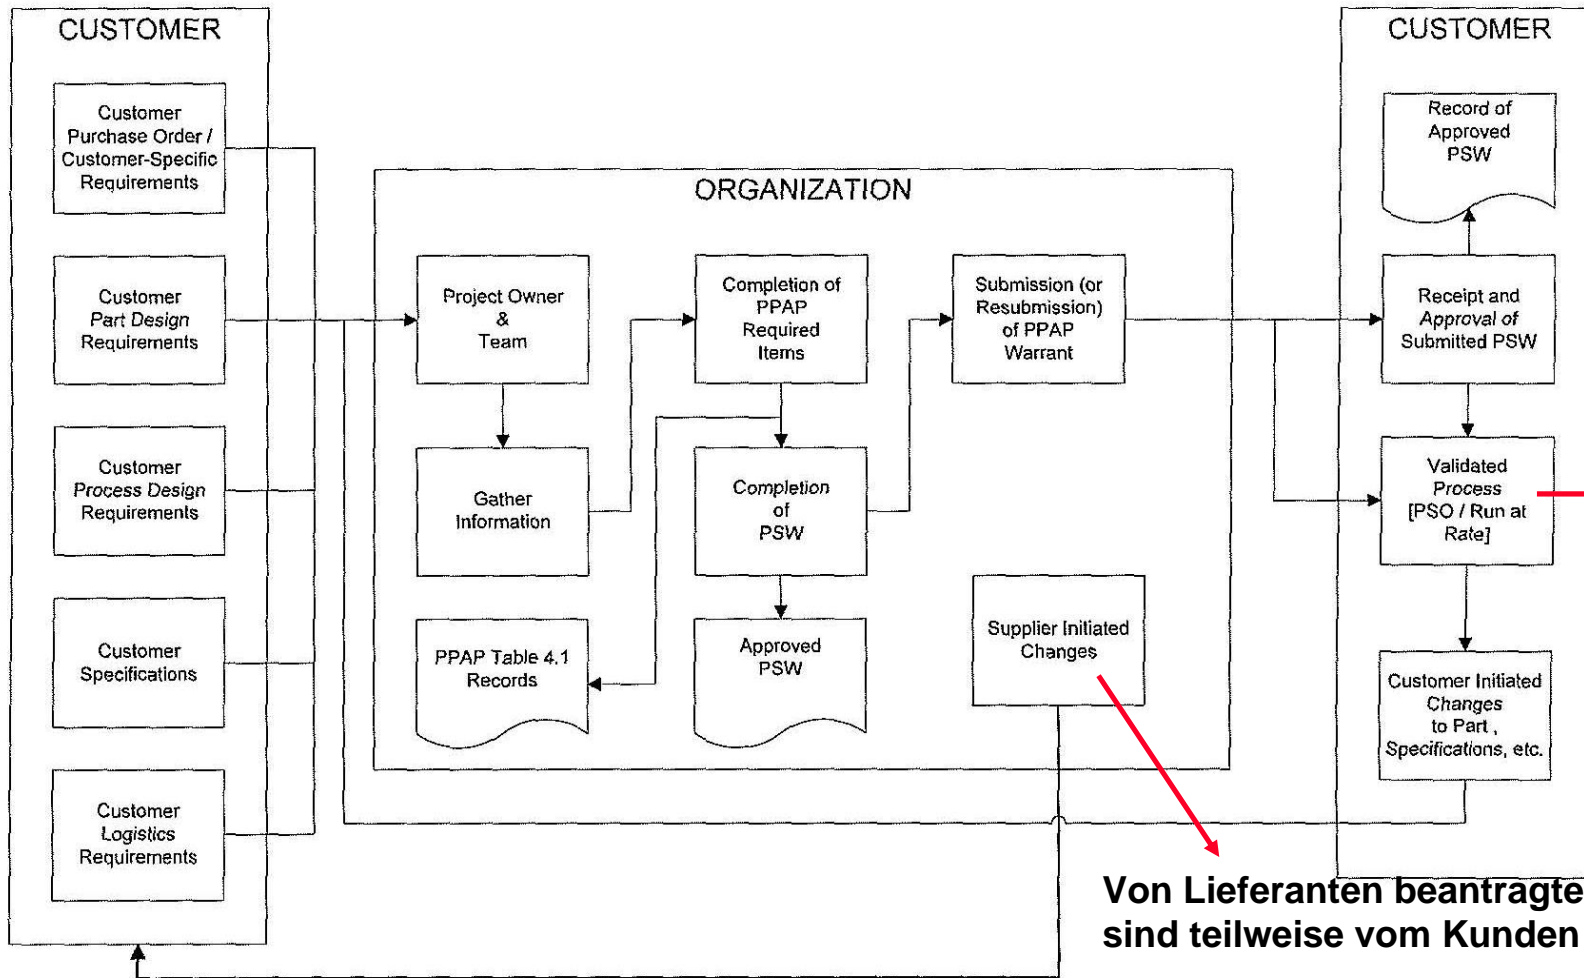 CUSTOMER
Customer
Purchase Order /
Customer-Specific
Requirements
Customer
Part Design
Requirements
Customer
Process Design
Requirements
Customer
Specifications
Customer
Logistics
Requirements
ORGANIZATION
Project Owner
&
Team
Gather
Information
PPAP Table 4.1
Records
Completion of
PPAP
Required
Items
Completion
of
PSW
Approved
PSW
Submission (or
Resubmission)
of PPAP
Warrant
Supplier Initiated
Changes
CUSTOMER
Record of
Approved
PSW
Receipt and
Approval of
Submitted PSW
Validated
Process
[PSO / Run at
Rate]
Customer Initiated
Changes
to Part ,
Specifications, etc.
Von Lieferanten beantragte
sind teilweise vom Kunden